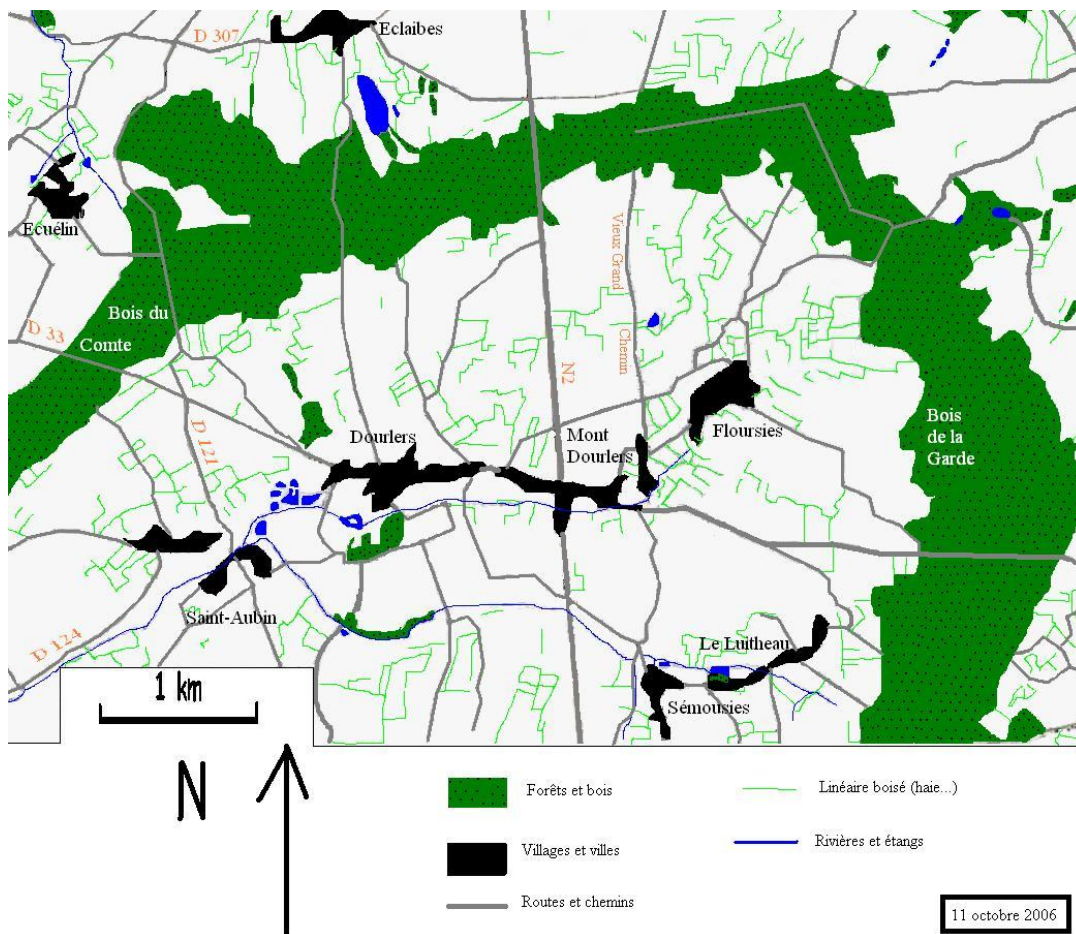 Eclaibes
D 307
Ecuélin
Vieux Grand
Chemin
Bois du
Comte
D 33
N2
D 121
Dourlers
Mont
Dourlers
Floursies
Bois
de la
Garde
Saint-Aubin
D 124
Le Luitheau
Sémousies
1 km
N
Forêts et bois
Linéaire boisé (haie...)
Villages et villes
Rivières et étangs
Routes et chemins
11 octobre 2006